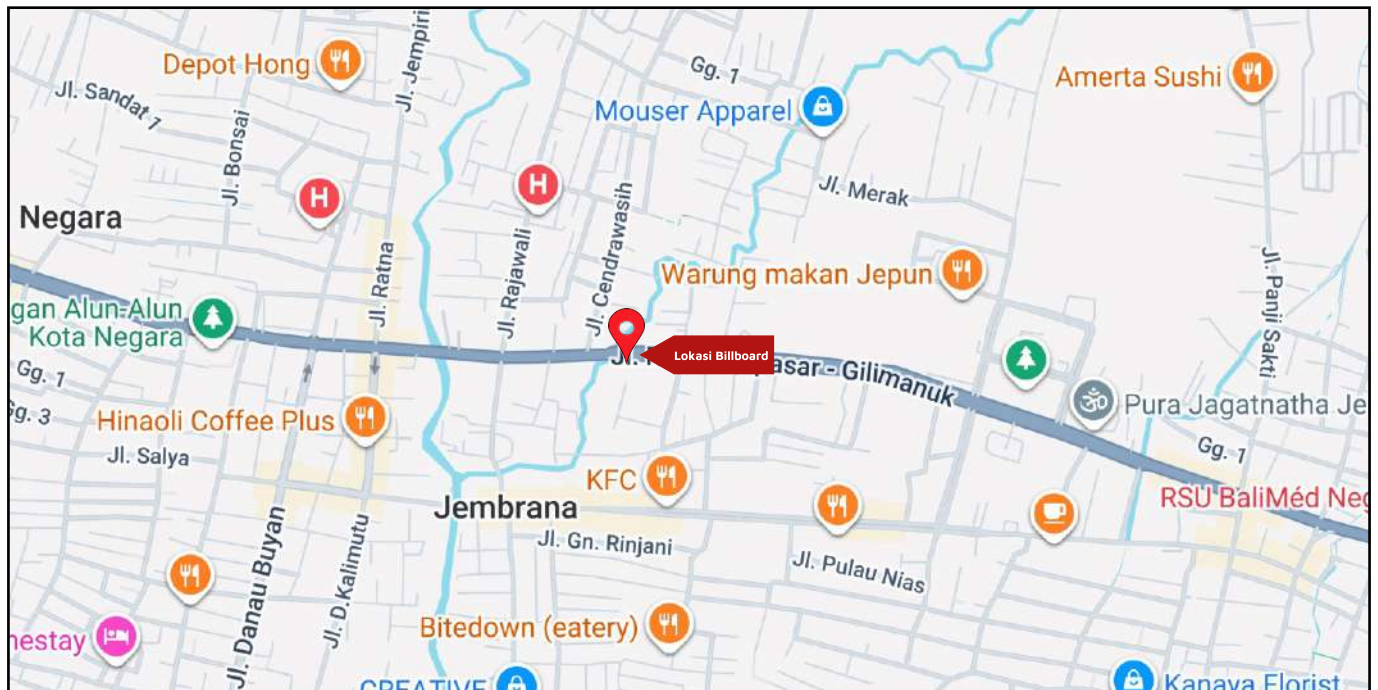 Depot Hong
Jl. Jempiri
Gg. 1
Amerta Sushi
Jl. Sandat 1
Mouser Apparel
Jl. Bonsai
H
H
Jl. Merak
Negara
Jl. Cendrawasih
Jl. Ratna
Jl. Rajawali
Warung makan Jepun
Jl. Panji Sakti
gan Alun-Alun
Kota Negara
Lokasi Billboard
asar - Gilimanuk
Gg. 1
Gg. 3
Hinaoli Coffee Plus
Pura Jagatnatha Je
Gg. 1
Jl. Salya
KFC
RSU BaliMéd Neg
Jembrana
Jl. Gn. Rinjani
Jl. Pulau Nias
Jl. Danau Buyan
Jl. D.Kalimutu
Bitedown (eatery)
nestay
CREATIVE
Kanaya Florist